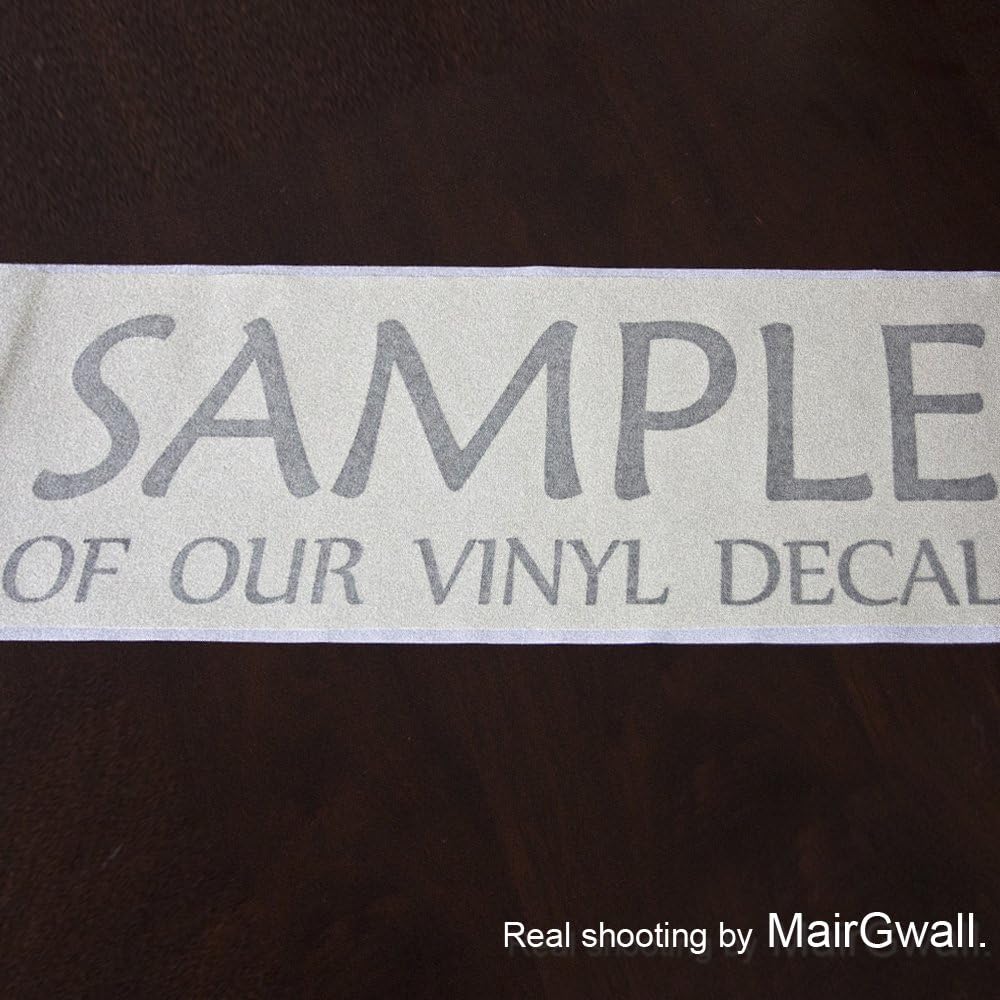 SAMPLE
OF OUR VINYL DECAL
Real shooting by MairGwall.